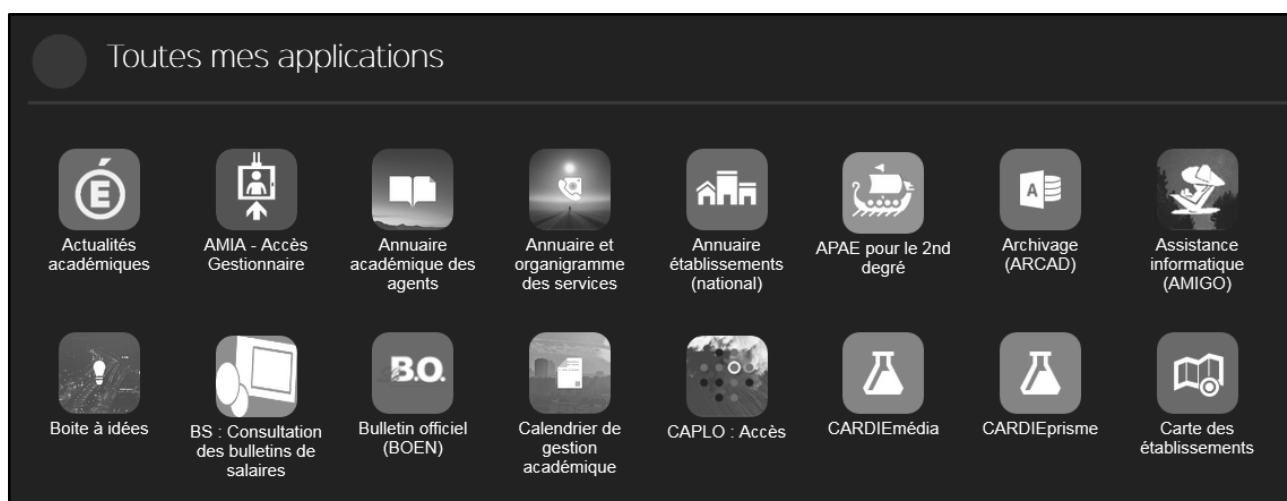 Toutes mes applications
É
A
Actualités
académiques
AMIA - Accès
Gestionnaire
Annuaire
académique des
agents
Annuaire et
organigramme
des services
Annuaire
établissements
(national)
APAE pour le 2nd
degré
Archivage
(ARCAD)
Assistance
informatique
(AMIGO)
B.O.
Boite à idées
BS : Consultation
des bulletins de
salaires
Bulletin officiel
(BOEN)
Calendrier de
gestion
académique
CAPLO : Accès
CARDIEmédia
CARDIEprisme
Carte des
établissements